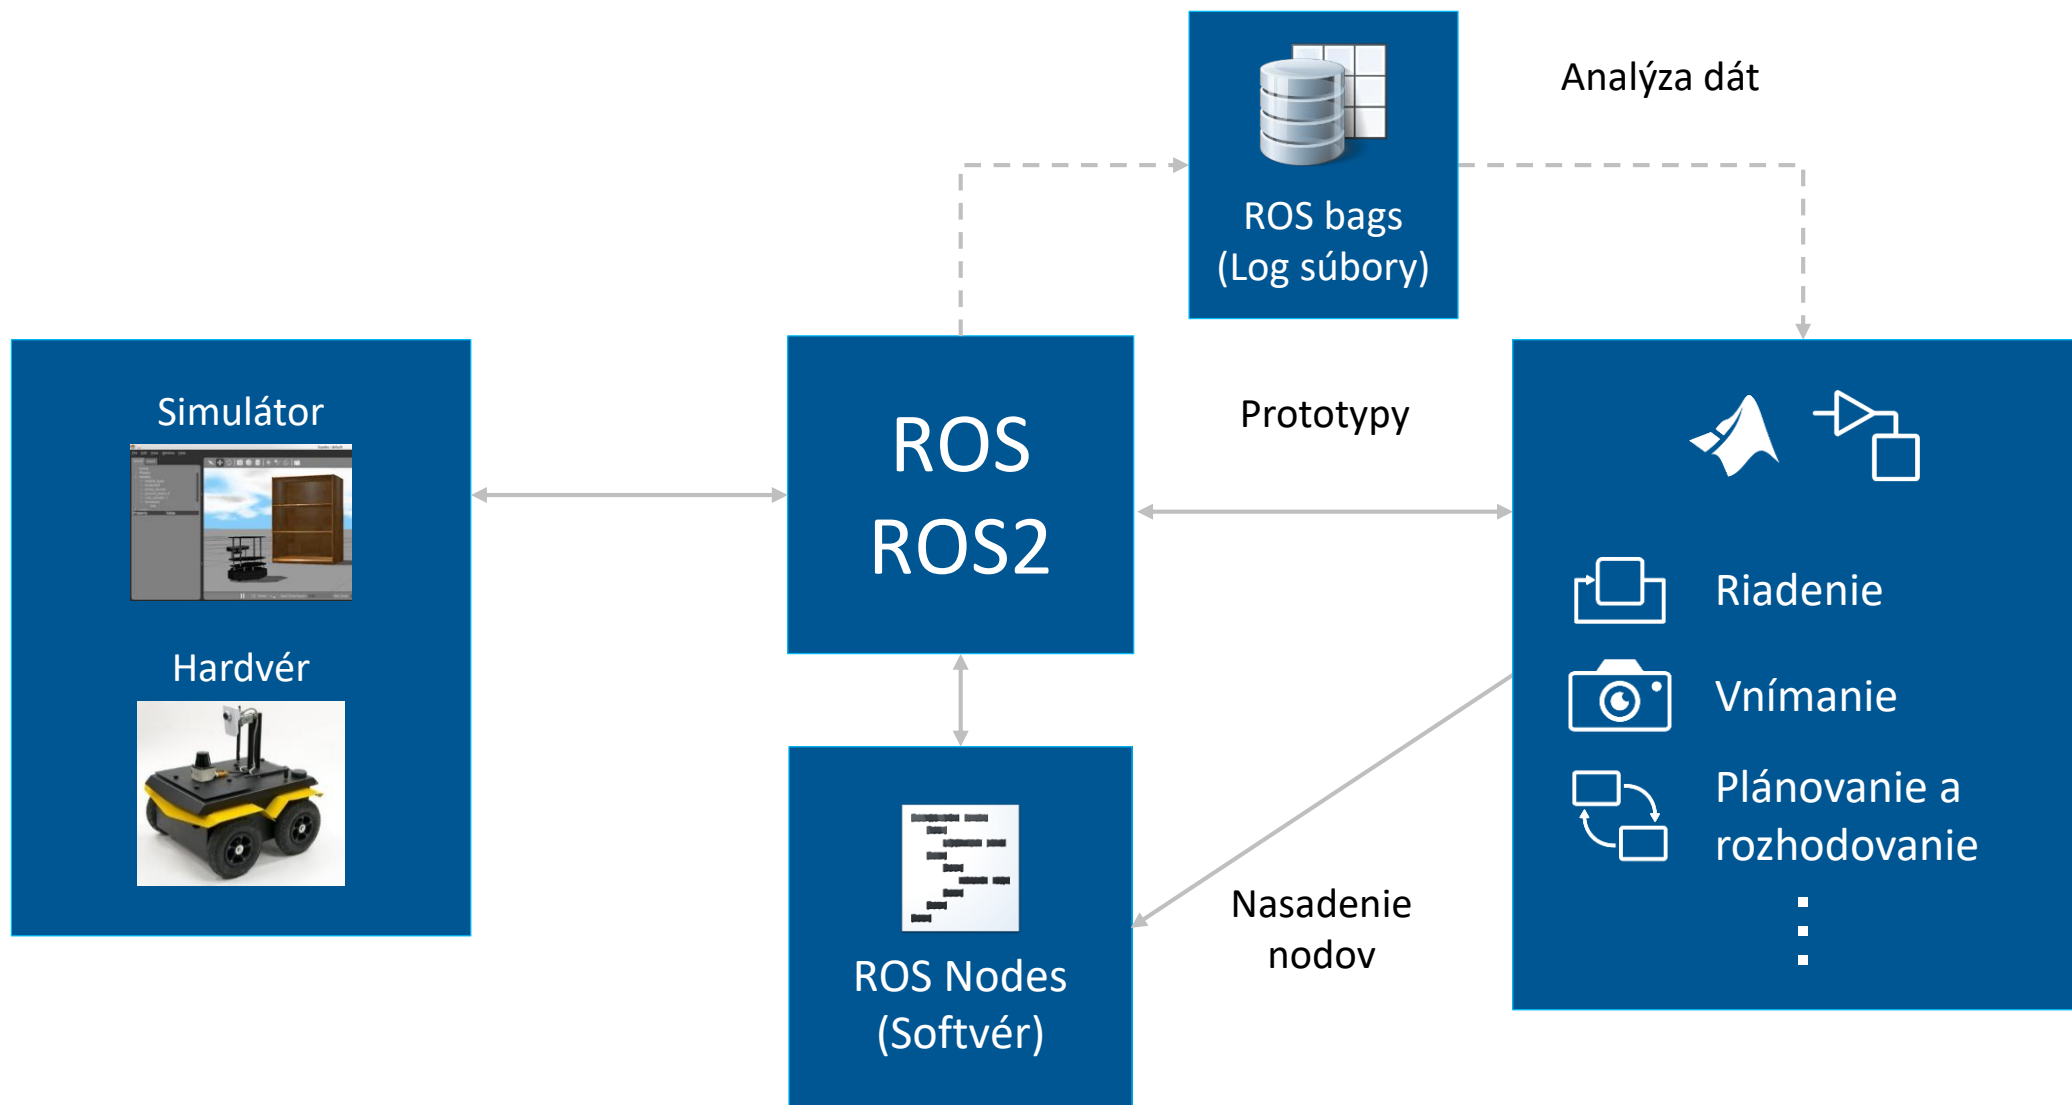 Analýza dát
ROS bags
(Log súbory)
Simulátor
Hardvér
ROS
ROS2
Prototypy
Riadenie
Vnímanie
Plánovanie a
rozhodovanie
Nasadenie
nodov
ROS Nodes
(Softvér)